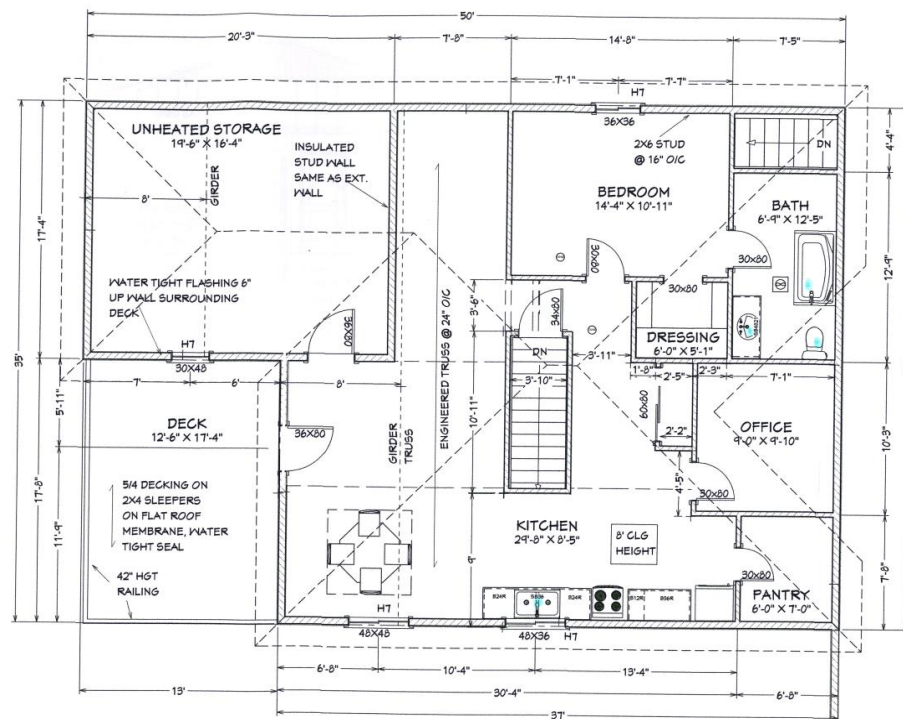 50'
20'-3"
7'-8"
14'-8"
7'-5"
7'-1"
7'-7"
H7
36X36
UNHEATED STORAGE
19'-6" X 16'-4"
INSULATED
STUD WALL
SAME AS EXT.
WALL
2X6 STUD
@ 16" O/C
DN
4'-4"
8'
GIRDER
BEDROOM
14'-4" X 10'-11"
BATH
6'-9" X 12'-5"
17'-4"
35'
30x80
30x80
30x80
12'-9"
WATER TIGHT FLASHING 6"
UP WALL SURROUNDING
DECK
ENGINEERED TRUSS @ 24" O/C
3'-6"
34x80
36X80
DN
DRESSING
6'-0" X 5'-1"
H7
30X48
3'-11"
7'
6'
8'
3'-10"
1'-8"
2'-5"
2'-3"
7'-1"
5'-11"
10'-11"
60x80
DECK
12'-6" X 17'-4"
36X80
GIRDER
TRUSS
2'-2"
OFFICE
9'-0" X 9'-10"
10'-3"
17'-8"
11'-9"
5/4 DECKING ON
2X4 SLEEPERS
ON FLAT ROOF
MEMBRANE, WATER
TIGHT SEAL
4'-5"
30x80
KITCHEN
29'-8" X 8'-5"
8' CLG
HEIGHT
9'
42" HGT
RAILING
30x80
PANTRY
6'-0" X 7'-0"
7'-8"
B24R
SB36
B24R
B12R
B36R
H7
48X48
48X36
H7
6'-8"
10'-4"
13'-4"
13'
30'-4"
6'-8"
37'